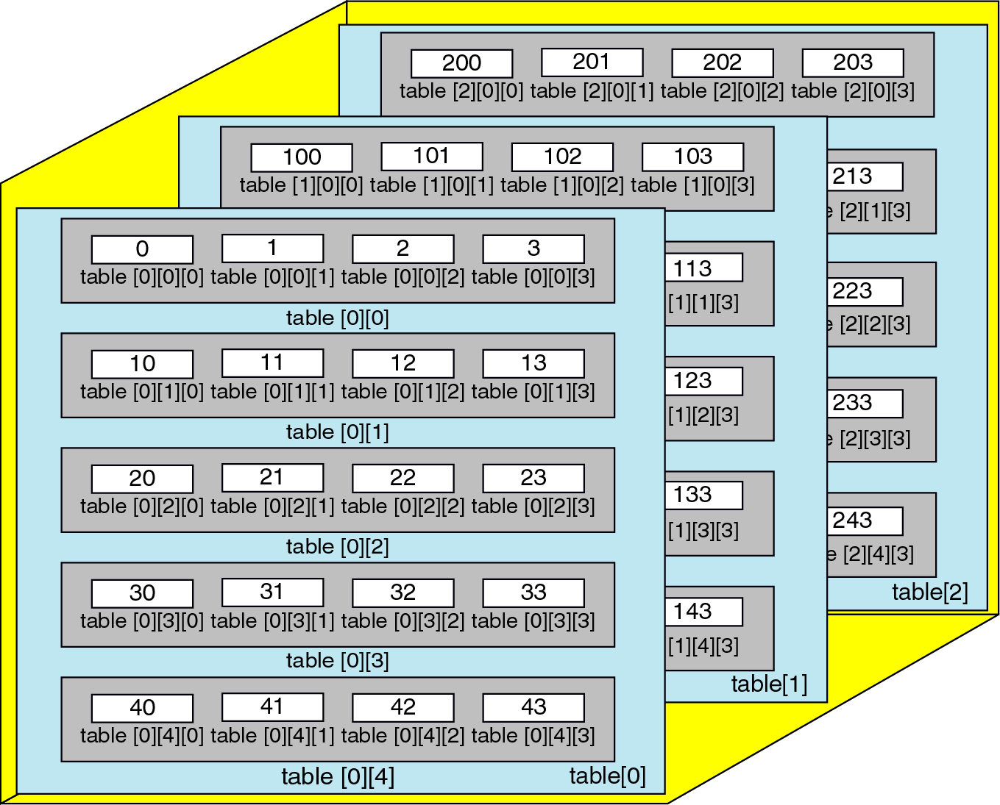 200 201 202 203
table [2][0][0] table [2][0][1] table [2][0][2] table [2][0][3]
213
e [2][1][3]
223
e [2][2][3]
233
e [2][3][3]
243
e [2][4][3]
table[2]
100 101 102 103
table [1][0][0] table [1][0][1] table [1][0][2] table [1][0][3]
113
[1][1][3]
123
[1][2][3]
133
[1][3][3]
143
[1][4][3]
table[1]
0 1 2 3
table [0][0][0] table [0][0][1] table [0][0][2] table [0][0][3]
table [0][0]
10 11 12 13
table [0][1][0] table [0][1][1] table [0][1][2] table [0][1][3]
table [0][1]
20 21 22 23
table [0][2][0] table [0][2][1] table [0][2][2] table [0][2][3]
table [0][2]
30 31 32 33
table [0][3][0] table [0][3][1] table [0][3][2] table [0][3][3]
table [0][3]
40 41 42 43
table [0][4][0] table [0][4][1] table [0][4][2] table [0][4][3]
table [0][4]
table[0]